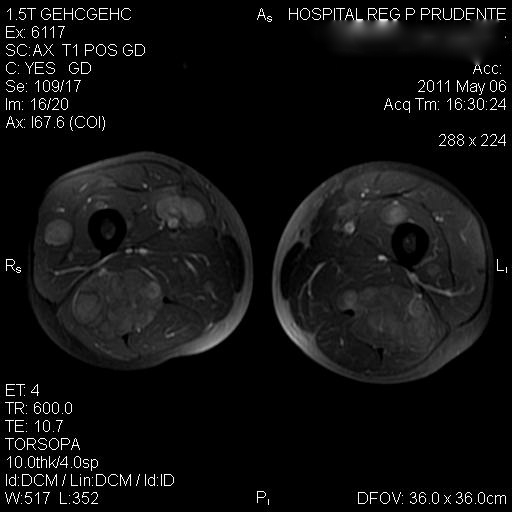 1.5T GEHCGEHC
Ex: 6117
SC:AX T1 POS GD
C: YES GD
Se: 109/17
Im: 16/20
Ax: I67.6 (COI)
As
HOSPITAL REG P PRUDENTE
Acc:
2011 May 06
Acq Tm: 16:30:24
288 x 224
Rs
LI
ET: 4
TR: 600.0
TE: 10.7
TORSOPA
10.0thk/4.0sp
Id:DCM / Lin:DCM / Id:ID
W:517 L:352
PI
DFOV: 36.0 x 36.0cm